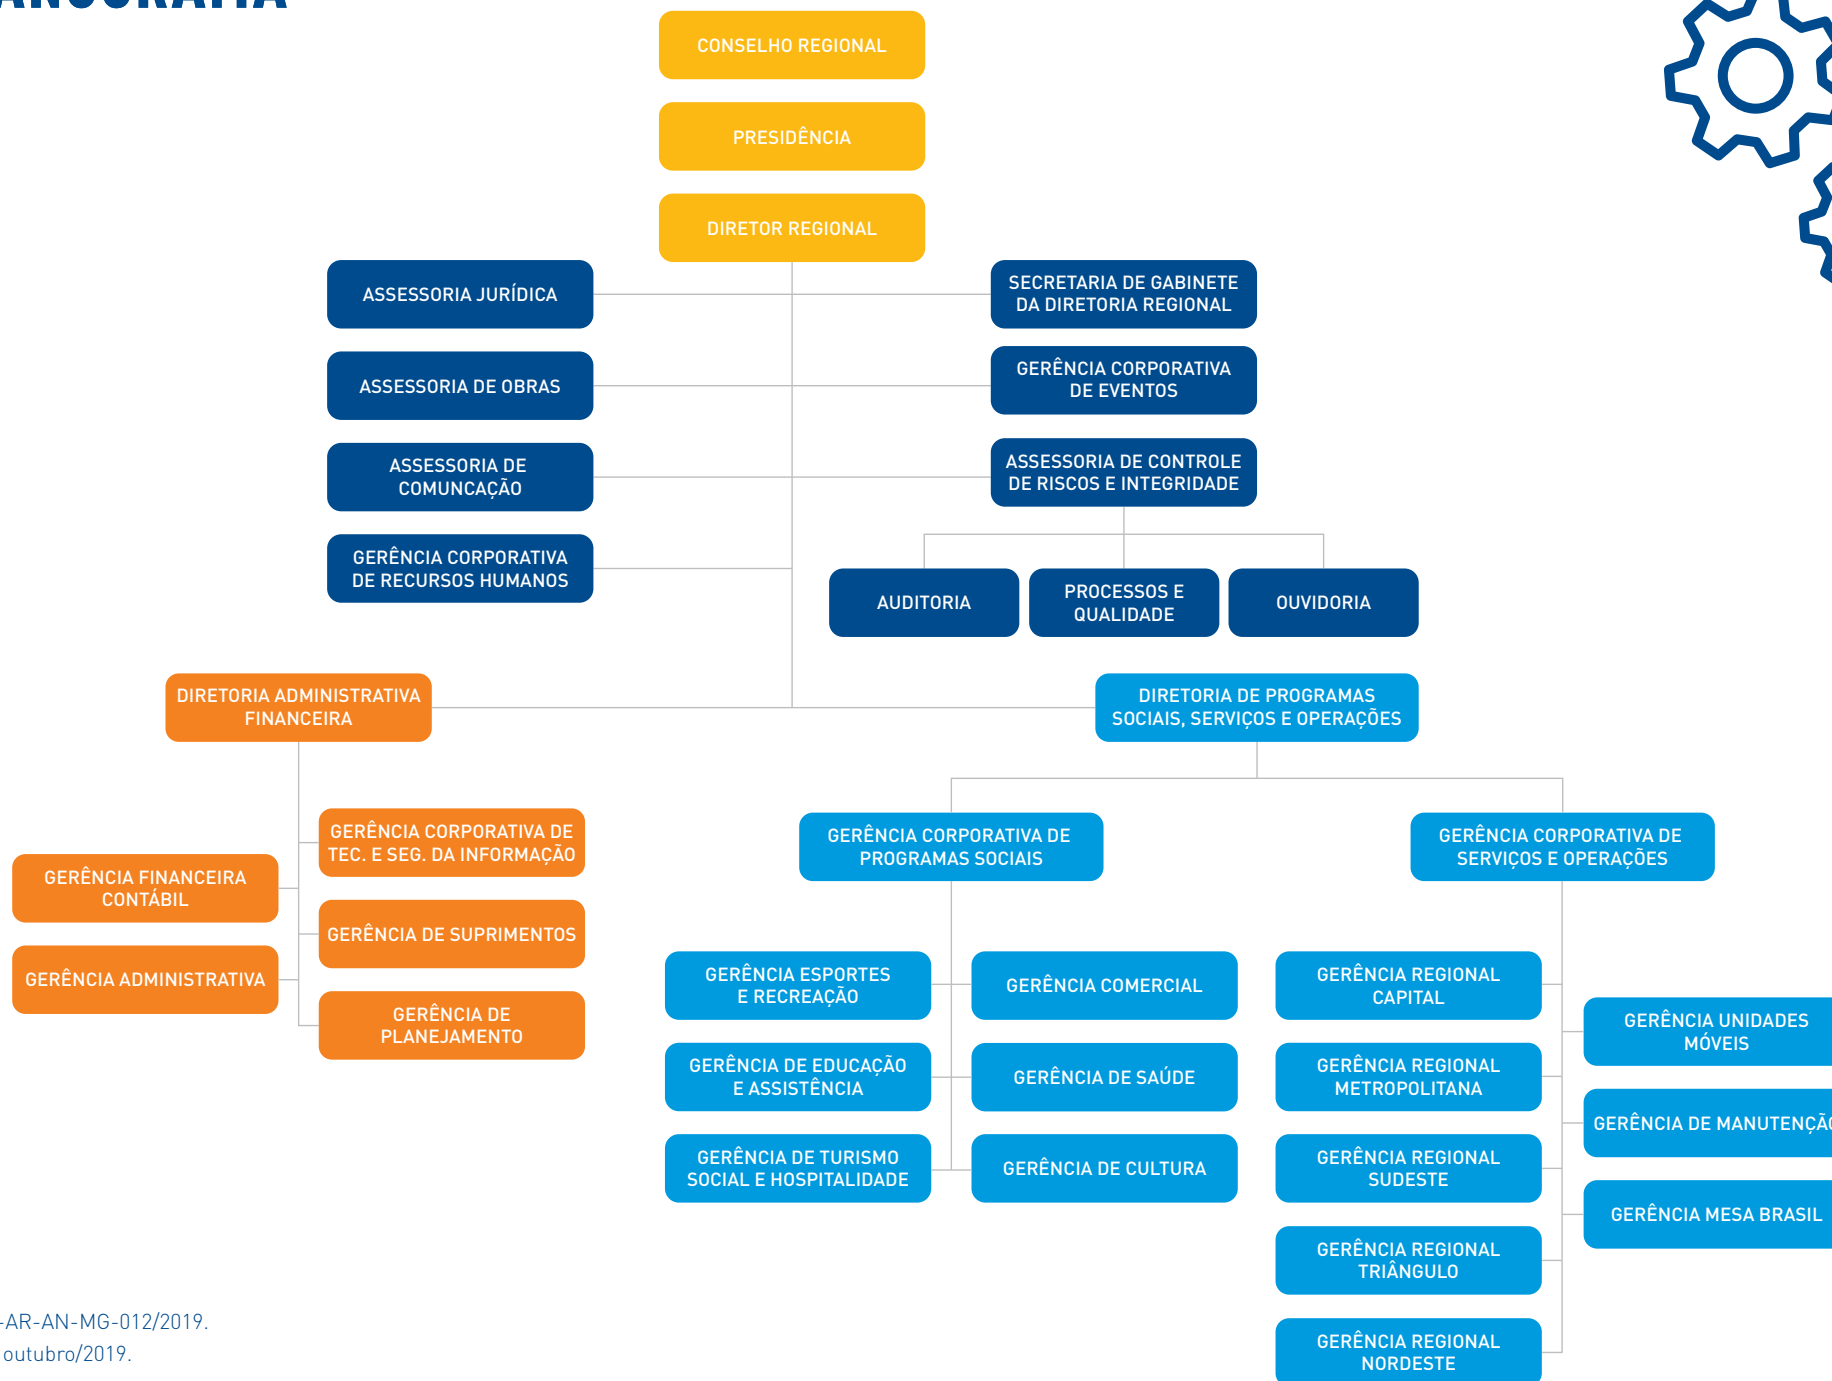 CONSELHO REGIONAL
PRESIDÊNCIA
DIRETOR REGIONAL
ASSESSORIA JURÍDICA
SECRETARIA DE GABINETE
DA DIRETORIA REGIONAL
ASSESSORIA DE OBRAS
GERÊNCIA CORPORATIVA
DE EVENTOS
ASSESSORIA DE
COMUNCAÇÃO
ASSESSORIA DE CONTROLE
DE RISCOS E INTEGRIDADE
GERÊNCIA CORPORATIVA
DE RECURSOS HUMANOS
AUDITORIA
PROCESSOS E
QUALIDADE
OUVIDORIA
DIRETORIA ADMINISTRATIVA
FINANCEIRA
DIRETORIA DE PROGRAMAS
SOCIAIS, SERVIÇOS E OPERAÇÕES
GERÊNCIA CORPORATIVA DE
TEC. E SEG. DA INFORMAÇÃO
GERÊNCIA FINANCEIRA
CONTÁBIL
GERÊNCIA DE SUPRIMENTOS
GERÊNCIA ADMINISTRATIVA
GERÊNCIA DE
PLANEJAMENTO
GERÊNCIA CORPORATIVA DE
PROGRAMAS SOCIAIS
GERÊNCIA CORPORATIVA DE
SERVIÇOS E OPERAÇÕES
GERÊNCIA ESPORTES
E RECREAÇÃO
GERÊNCIA COMERCIAL
GERÊNCIA DE EDUCAÇÃO
E ASSISTÊNCIA
GERÊNCIA DE SAÚDE
GERÊNCIA DE TURISMO
SOCIAL E HOSPITALIDADE
GERÊNCIA DE CULTURA
GERÊNCIA REGIONAL
CAPITAL
GERÊNCIA UNIDADES
MÓVEIS
GERÊNCIA REGIONAL
METROPOLITANA
GERÊNCIA DE MANUTENÇÃO
GERÊNCIA REGIONAL
SUDESTE
GERÊNCIA MESA BRASIL
GERÊNCIA REGIONAL
TRIÂNGULO
GERÊNCIA REGIONAL
NORDESTE
-AR-AN-MG-012/2019.
outubro/2019.